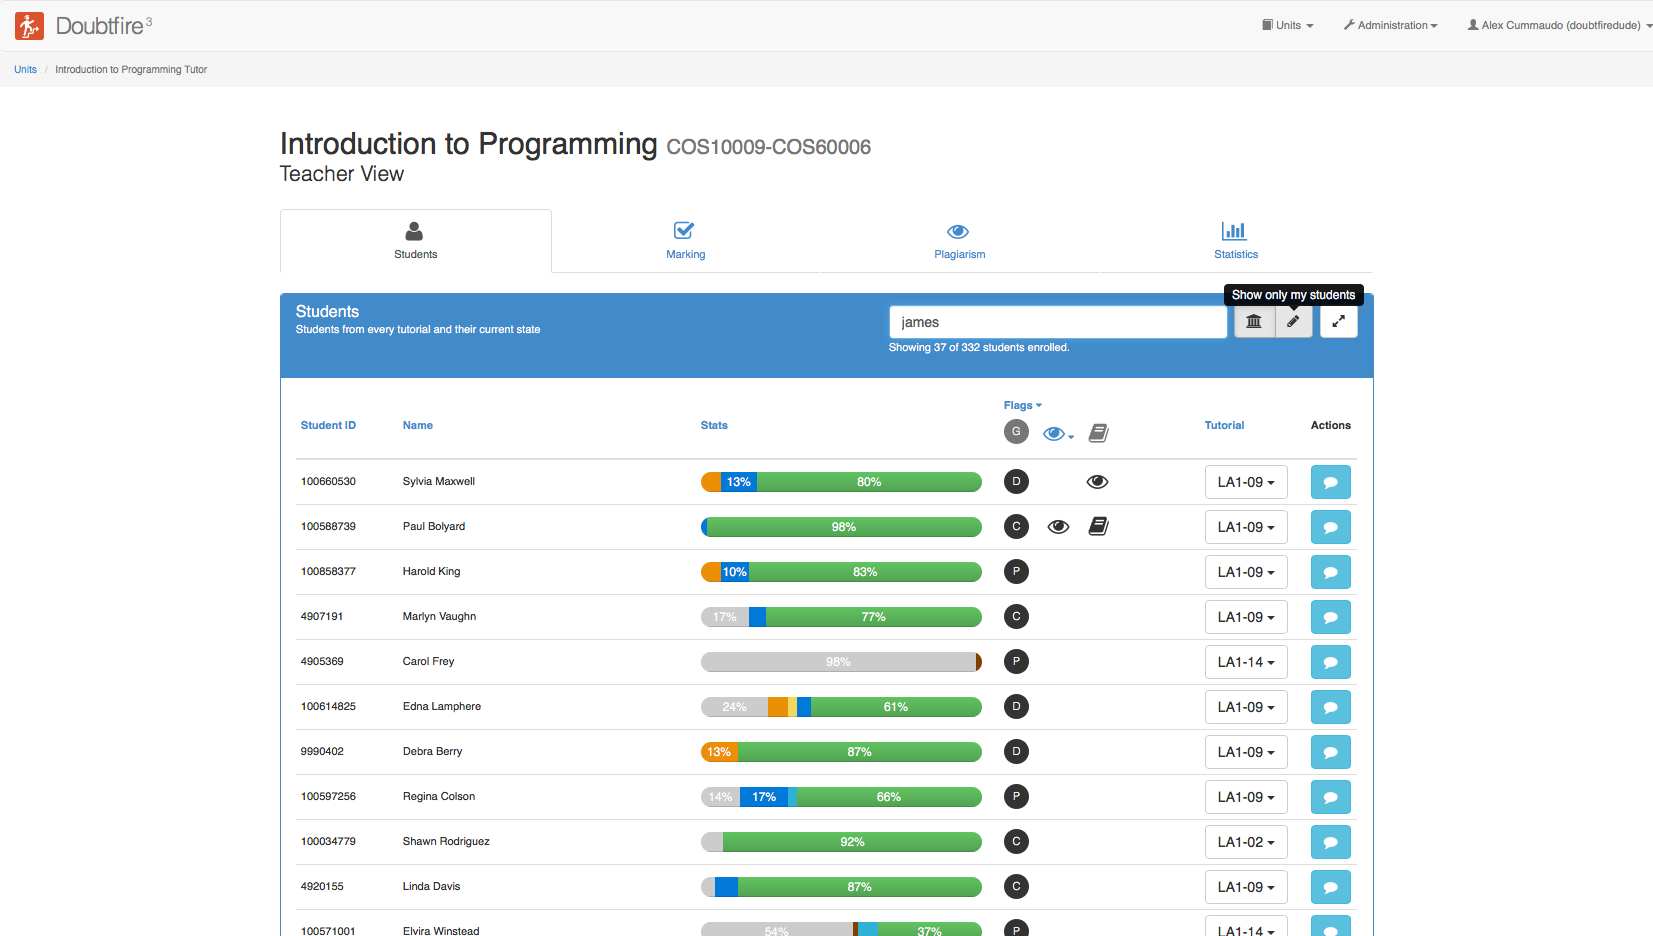 Doubtfire3
Units
Administration
Alex Cummaudo (doubtfiredude)
Units / Introduction to Programming Tutor
Introduction to Programming COS10009-COS60006
Teacher View
Students
Marking
Plagiarism
Statistics
Show only my students
Students
Students from every tutorial and their current state
james
Showing 37 of 332 students enrolled.
Flags
Student ID Name Stats G Tutorial Actions
100660530 Sylvia Maxwell 13% 80% D LA1-09
100588739 Paul Bolyard 98% C LA1-09
100858377 Harold King 10% 83% P LA1-09
4907191 Marlyn Vaughn 17% 77% C LA1-09
4905369 Carol Frey 98% P LA1-14
100614825 Edna Lamphere 24% 61% D LA1-09
9990402 Debra Berry 13% 87% D LA1-09
100597256 Regina Colson 14% 17% 66% P LA1-09
100034779 Shawn Rodriguez 92% C LA1-02
4920155 Linda Davis 87% C LA1-09
100571001 Elvira Winstead 54% 37% P LA1-14